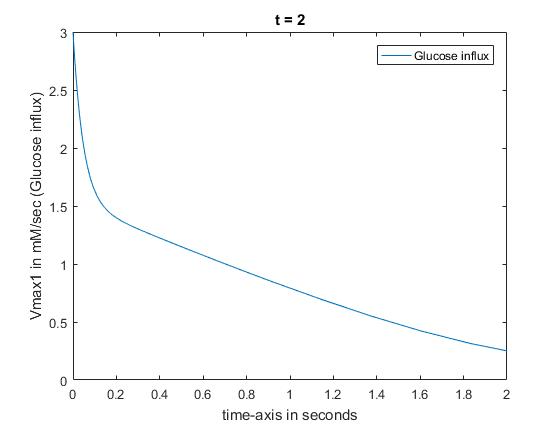 t = 2
Glucose influx
Vmax1 in mM/sec (Glucose influx)
3
2.5
2
1.5
1
0.5
0
0 0.2 0.4 0.6 0.8 1 1.2 1.4 1.6 1.8 2
time-axis in seconds